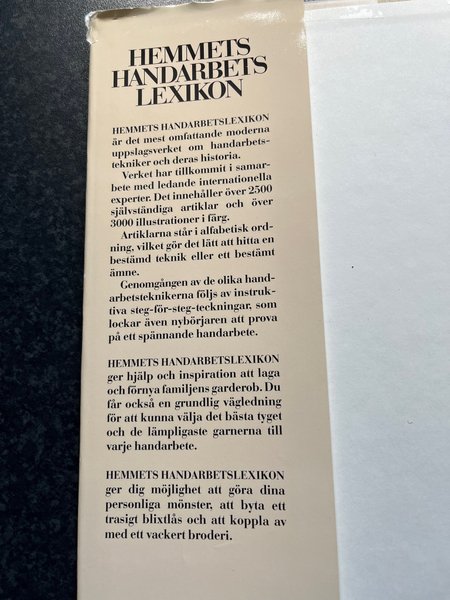 HEMMETS
HANDARBETS
LEXIKON
HEMMETS HANDARBETSLEXIKON
är det mest omfattande moderna
uppslagsverket om handarbets-
tekniker och deras historia.
Verket har tillkommit i samar-
bete med ledande internationella
experter. Det innehåller över 2500
självständiga artiklar och över
3000 illustrationer i färg.
Artiklarna står i alfabetisk ord-
ning, vilket gör det lätt att hitta en
bestämd teknik eller ett bestämt
ämne.
Genomgången av de olika hand-
arbetsteknikerna följs av instruk-
tiva steg-för-steg-teckningar, som
lockar även nybörjaren att prova
på ett spännande handarbete.
HEMMETS HANDARBETSLEXIKON
ger hjälp och inspiration att laga
och förnya familjens garderob. Du
får också en grundlig vägledning
för att kunna välja det bästa tyget
och de lämpligaste garnerna till
varje handarbete.
HEMMETS HANDARBETSLEXIKON
ger dig möjlighet att göra dina
personliga mönster, att byta ett
trasigt blixtlås och att koppla av
med ett vackert broderi.